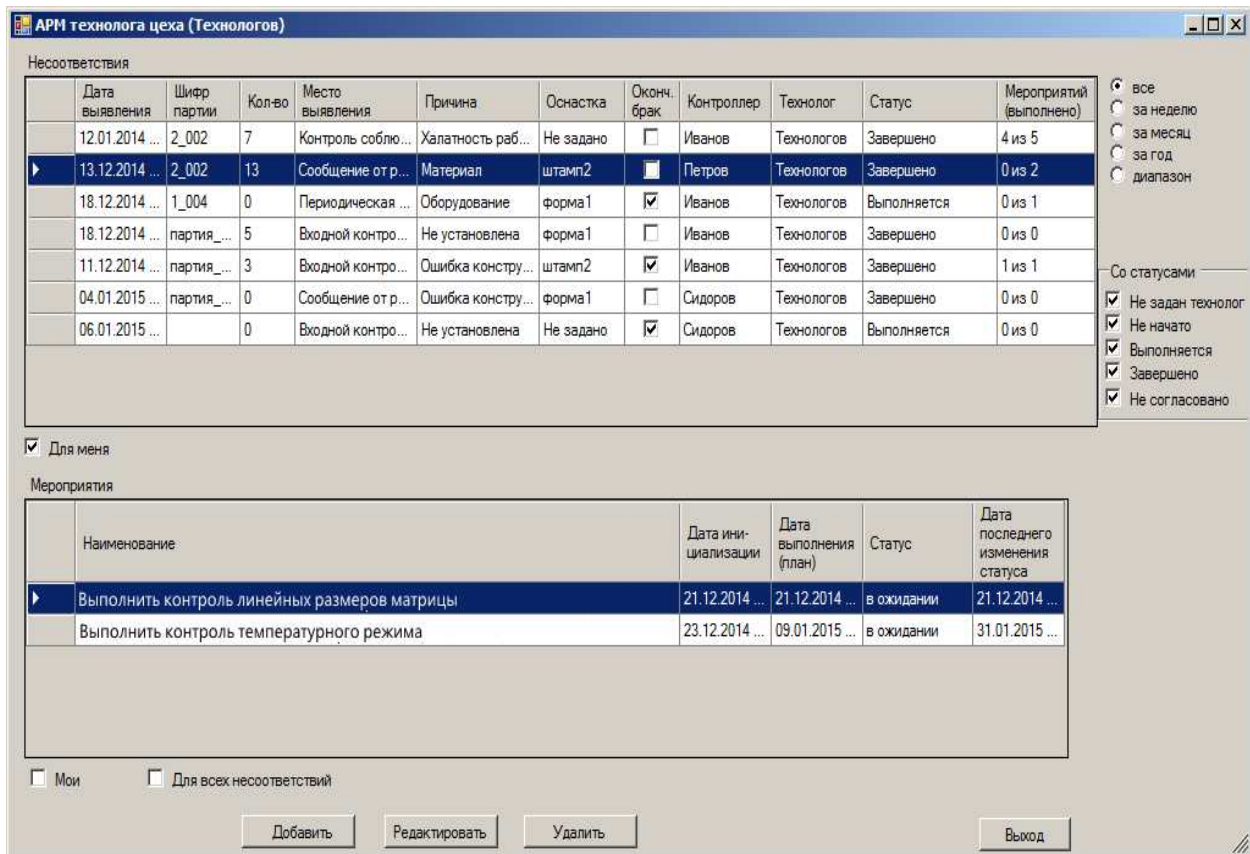 АРМ технолога цеха (Технологов)
Несоответствия
Дата выявления Шифр партии Кол-во Место выявления Причина Оснастка Оконч. брак Контроллер Технолог Статус Мероприятий (выполнено)
12.01.2014 ... 2_002 7 Контроль соблю... Халатность раб... Не задано Иванов Технологов Завершено 4 из 5
13.12.2014 ... 2_002 13 Сообщение от р... Материал штамп2 Петров Технологов Завершено 0 из 2
18.12.2014 ... 1_004 0 Периодическая ... Оборудование форма1 Иванов Технологов Выполняется 0 из 1
18.12.2014 ... партия_... 5 Входной контро... Не установлена форма1 Иванов Технологов Завершено 0 из 0
11.12.2014 ... партия_... 3 Входной контро... Ошибка констру... штамп2 Иванов Технологов Завершено 1 из 1
04.01.2015 ... партия_... 0 Сообщение от р... Ошибка констру... форма1 Сидоров Технологов Завершено 0 из 0
06.01.2015 ... 0 Входной контро... Не установлена Не задано Сидоров Технологов Выполняется 0 из 0
все
за неделю
за месяц
за год
диапазон
Со статусами
Не задан технолог
Не начато
Выполняется
Завершено
Не согласовано
Для меня
Мероприятия
Наименование Дата ини-циализации Дата выполнения (план) Статус Дата последнего изменения статуса
Выполнить контроль линейных размеров матрицы 21.12.2014 ... 21.12.2014 ... в ожидании 21.12.2014 ...
Выполнить контроль температурного режима 23.12.2014 ... 09.01.2015 ... в ожидании 31.01.2015 ...
Мои Для всех несоответствий
Добавить Редактировать Удалить Выход